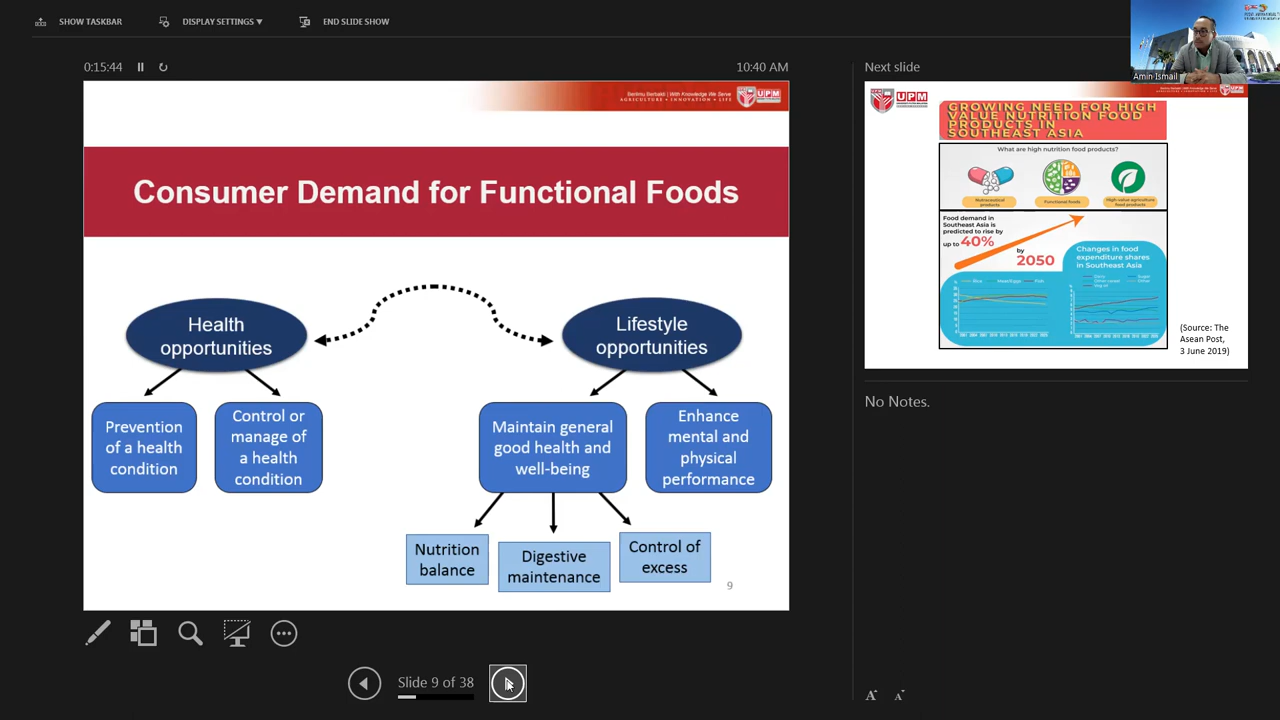 SHOW TASKBAR
DISPLAY SETTINGS ▼
END SLIDE SHOW
0:15:44
10:40 AM
Berilmu Berbakti | With Knowledge We Serve
AGRICULTURE • INNOVATION • LIFE
UPM
Consumer Demand for Functional Foods
Health
opportunities
Lifestyle
opportunities
Prevention
of a health
condition
Control or
manage of
a health
condition
Maintain general
good health and
well-being
Enhance
mental and
physical
performance
Nutrition
balance
Digestive
maintenance
Control of
excess
9
Slide 9 of 38
Amin Ismail
Next slide
UPM
UPM
GROWING NEED FOR HIGH
VALUE NUTRITION FOOD
PRODUCTS IN
SOUTHEAST ASIA
What are high nutrition food products?
Nutraceutical
products
Functional foods
High-value agriculture
food products
Food demand in
Southeast Asia is
predicted to rise by
up to 40%
by
2050
Changes in food
expenditure shares
in Southeast Asia
(Source: The
Asean Post,
3 June 2019)
No Notes.
A A